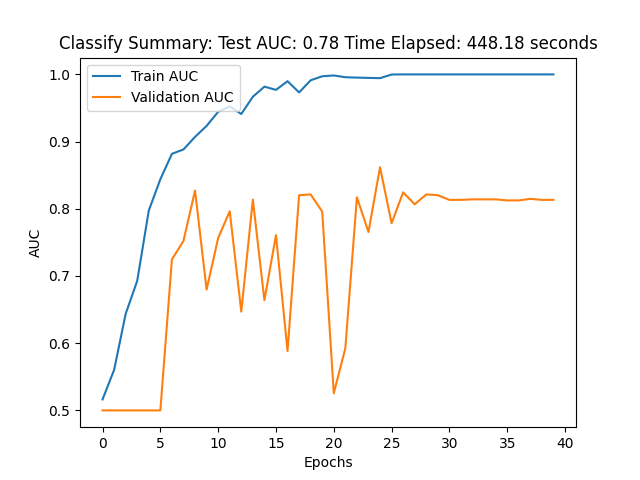 Classify Summary: Test AUC: 0.78 Time Elapsed: 448.18 seconds
Train AUC
Validation AUC
1.0
0.9
0.8
0.7
0.6
0.5
AUC
0 5 10 15 20 25 30 35 40
Epochs